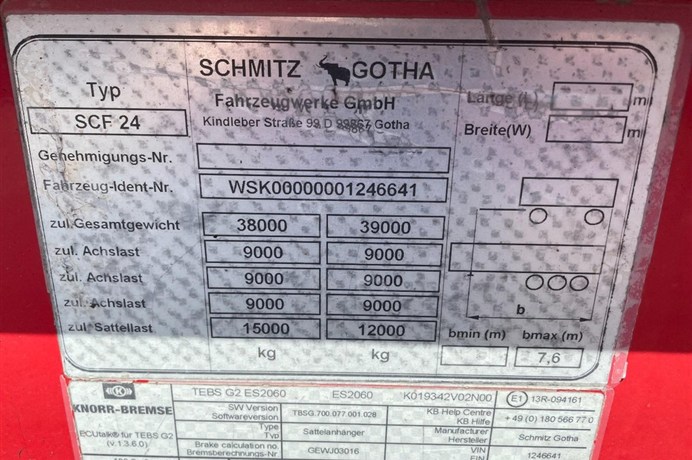 SCHMITZ GOTHA
Fahrzeugwerke GmbH
Kindleber Straße 99 D 99867 Gotha
Typ
SCF 24
Länge (L) m
Breite(W) m
Genehmigungs-Nr.
Fahrzeug-Ident-Nr. WSK00000001246641
zul.Gesamtgewicht 38000 39000
zul. Achslast 9000 9000
zul. Achslast 9000 9000
zul. Achslast 9000 9000
zul. Sattellast 15000 12000
kg kg
b
bmin (m) bmax (m)
7,6
KNORR-BREMSE
ECUtalk® für TEBS G2
(v.1.3.6.0)
TEBS G2 ES2060 ES2060 K019342V02N00 E1 13R-094161
SW Version
Softwareversion TBSG.700.077.001.028 KB Help Centre
KB Hilfe +49 (0) 180 566 77 0
Type
Typ Sattelanhänger Manufacturer
Hersteller Schmitz Gotha
Brake calculation no.
Bremsberechnungs-Nr. GEWJ03016 VIN
FIN 1246641